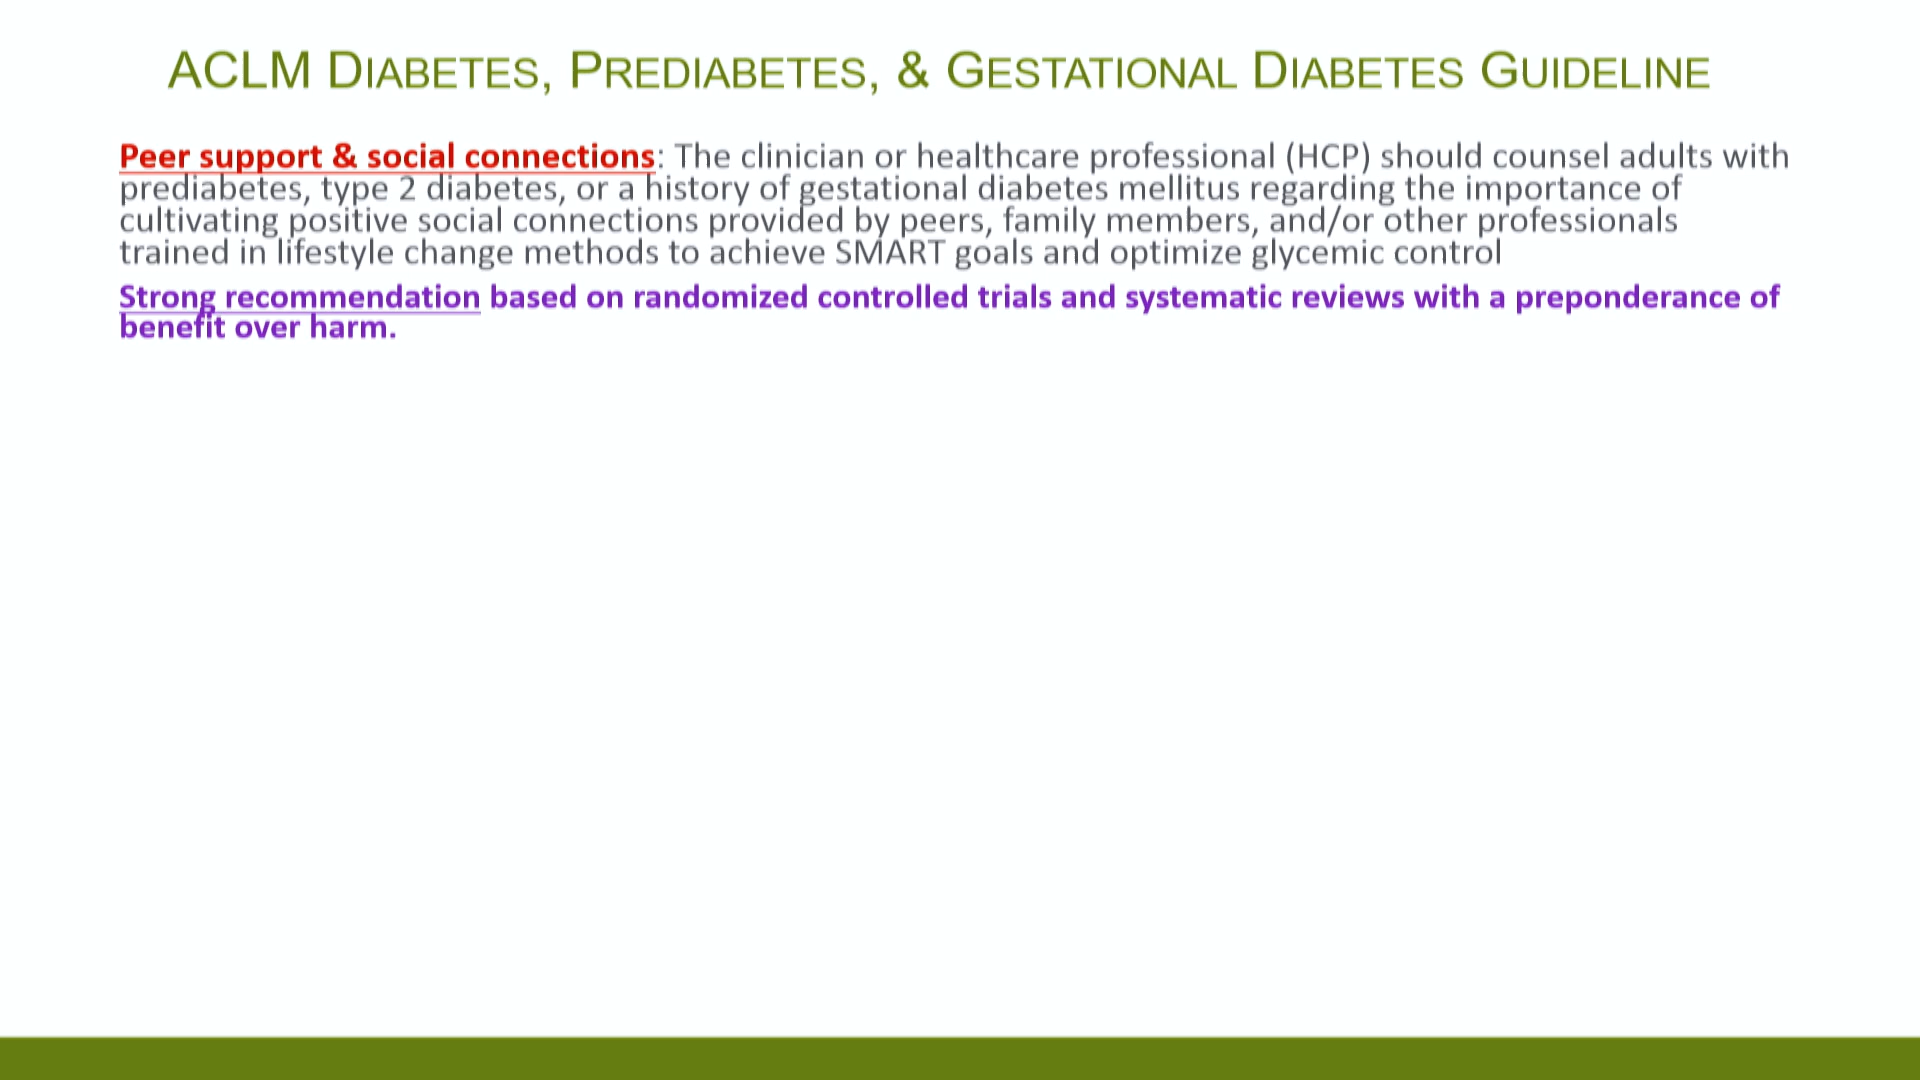 ACLM DIABETES, PREDIABETES, & GESTATIONAL DIABETES GUIDELINE
Peer support & social connections: The clinician or healthcare professional (HCP) should counsel adults with
prediabetes, type 2 diabetes, or a history of gestational diabetes mellitus regarding the importance of
cultivating positive social connections provided by peers, family members, and/or other professionals
trained in lifestyle change methods to achieve SMART goals and optimize glycemic control
Strong recommendation based on randomized controlled trials and systematic reviews with a preponderance of
benefit over harm.